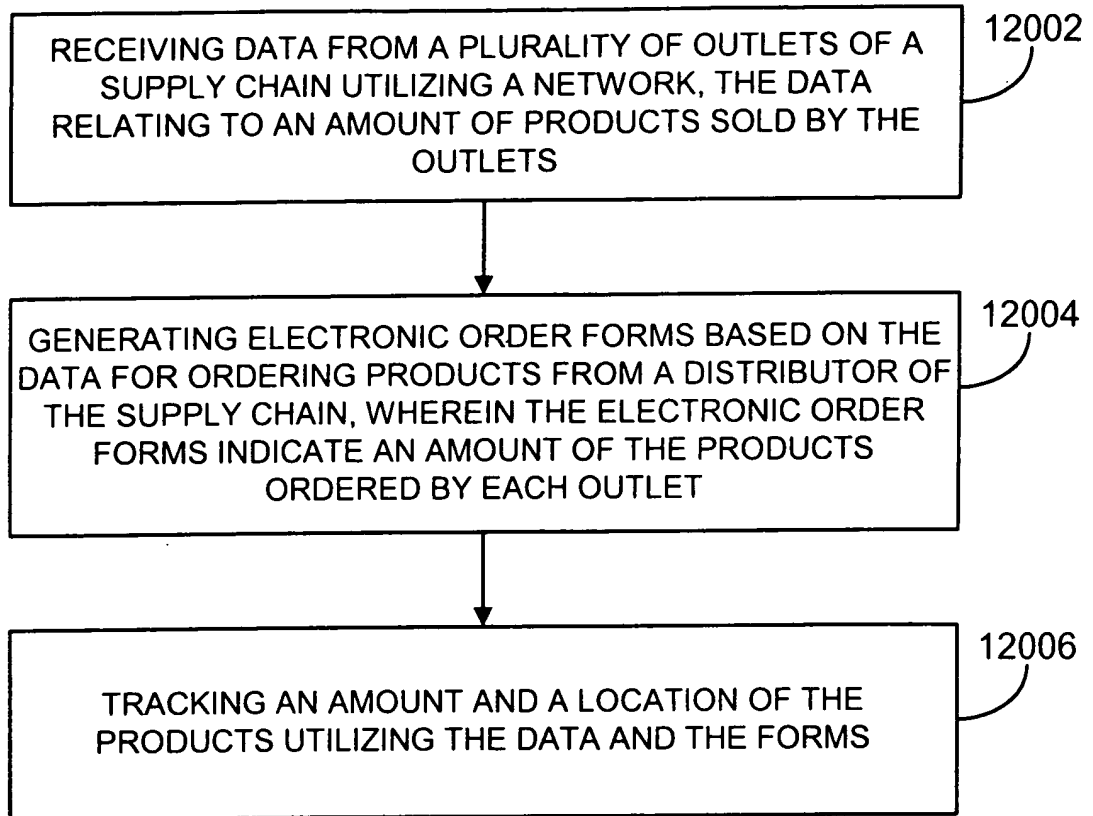 RECEIVING DATA FROM A PLURALITY OF OUTLETS OF A
SUPPLY CHAIN UTILIZING A NETWORK, THE DATA
RELATING TO AN AMOUNT OF PRODUCTS SOLD BY THE
OUTLETS
12002
GENERATING ELECTRONIC ORDER FORMS BASED ON THE
DATA FOR ORDERING PRODUCTS FROM A DISTRIBUTOR OF
THE SUPPLY CHAIN, WHEREIN THE ELECTRONIC ORDER
FORMS INDICATE AN AMOUNT OF THE PRODUCTS
ORDERED BY EACH OUTLET
12004
TRACKING AN AMOUNT AND A LOCATION OF THE
PRODUCTS UTILIZING THE DATA AND THE FORMS
12006